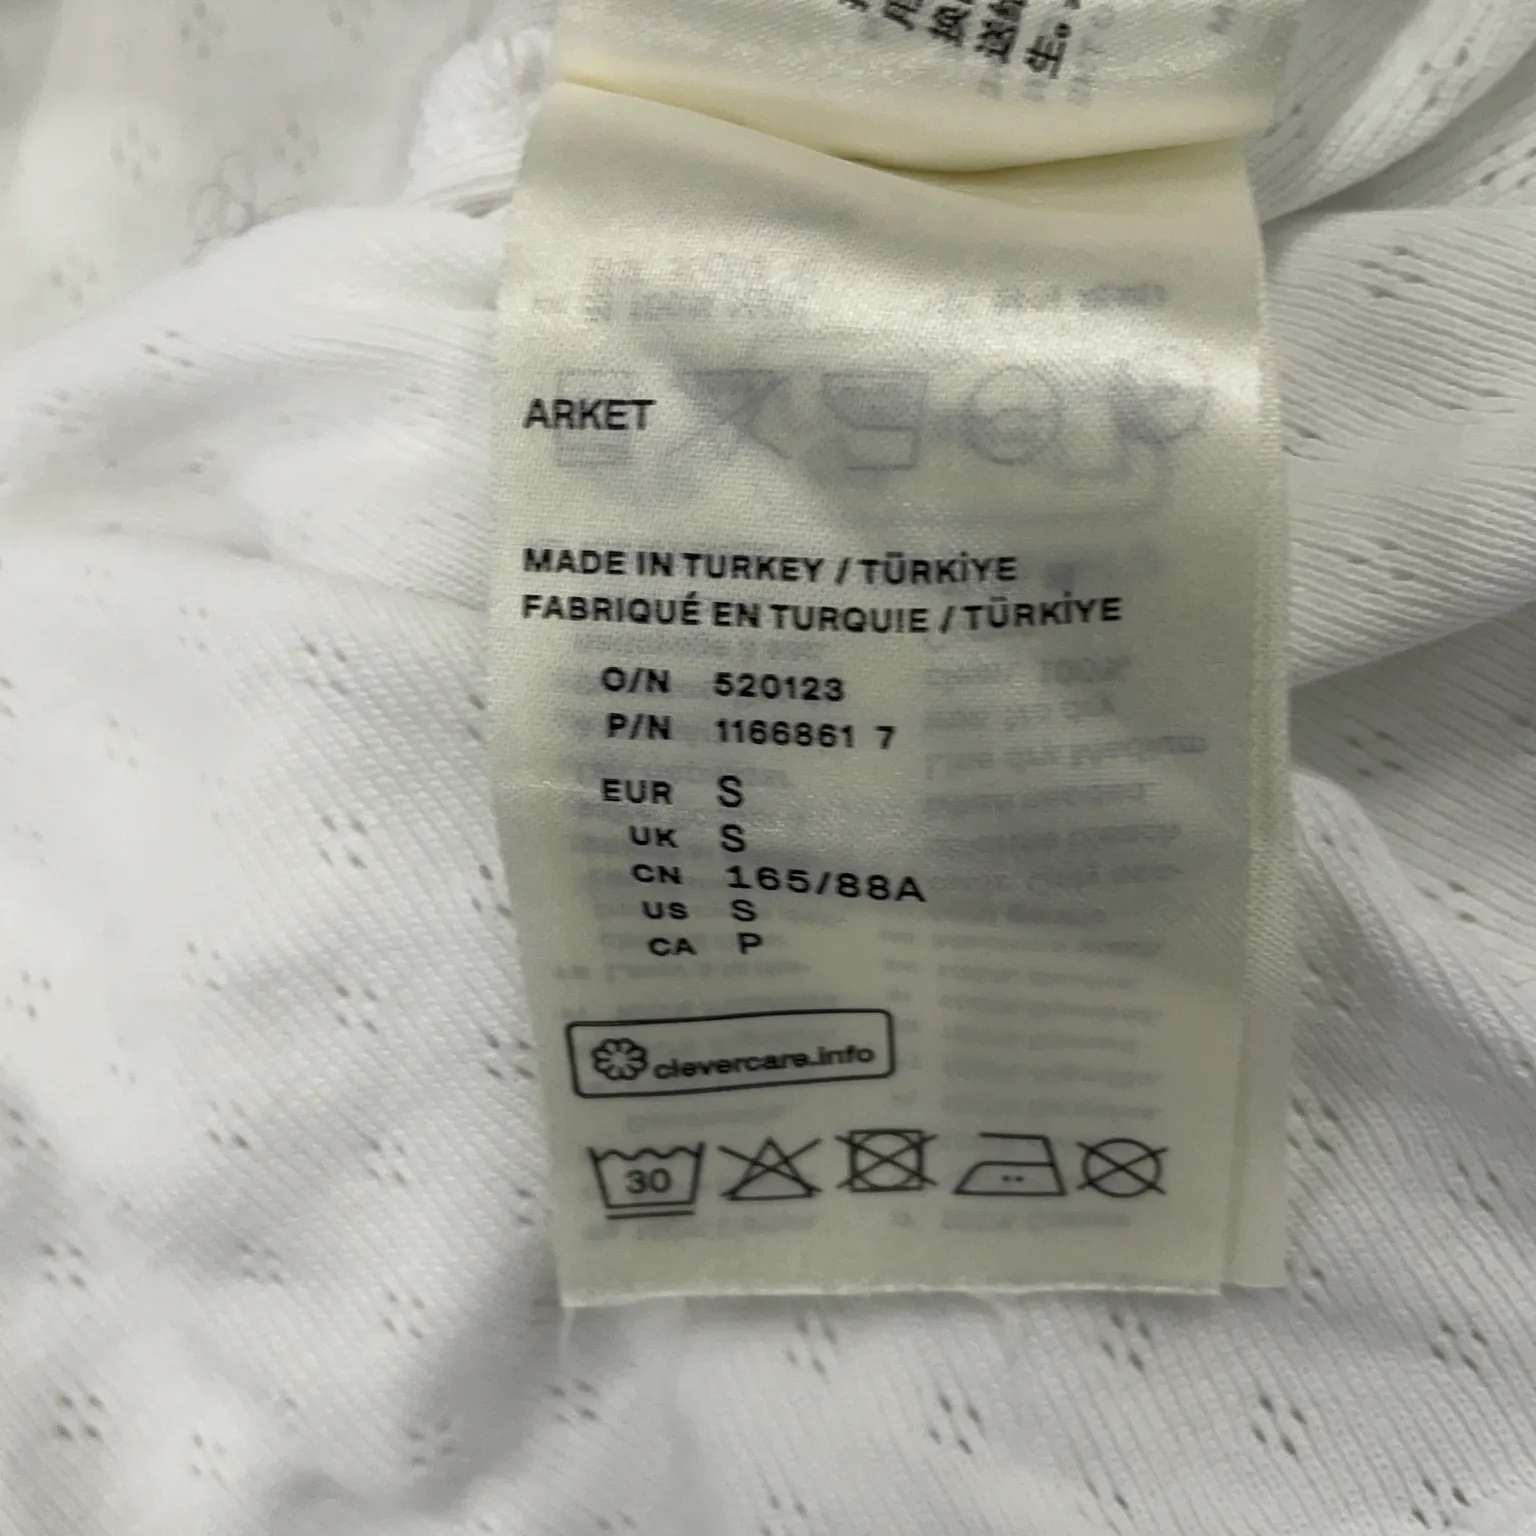 生。
ARKET
MADE IN TURKEY / TÜRKİYE
FABRIQUÉ EN TURQUIE / TÜRKİYE
O/N 520123
P/N 1166861 7
EUR S
UK S
CN 165/88A
US S
CA P
clevercare.info
30